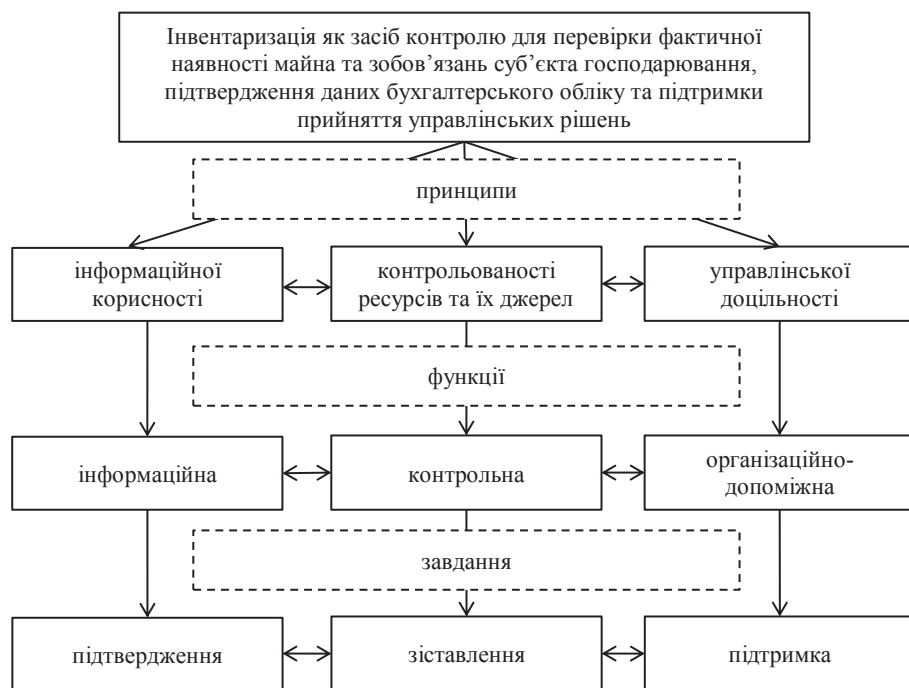 Інвентаризація як засіб контролю для перевірки фактичної
наявності майна та зобов’язань суб’єкта господарювання,
підтвердження даних бухгалтерського обліку та підтримки
прийняття управлінських рішень
принципи
інформаційної
корисності
контрольованості
ресурсів та їх джерел
управлінської
доцільності
функції
інформаційна
контрольна
організаційно-
допоміжна
завдання
підтвердження
зіставлення
підтримка